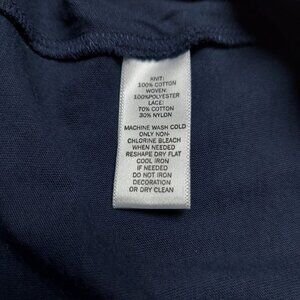 KNIT:
100% COTTON
WOVEN:
100%POLYESTER
LACE:
70% COTTON
30% NYLON
MACHINE WASH COLD
ONLY NON-
CHLORINE BLEACH
WHEN NEEDED
RESHAPE DRY FLAT
COOL IRON
IF NEEDED
DO NOT IRON
DECORATION
OR DRY CLEAN